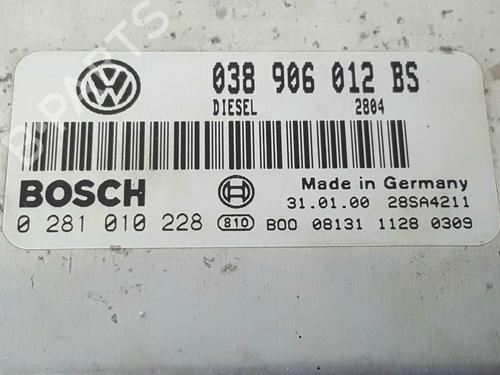 038 906 012 BS
DIESEL 2804
BOSCH
Made in Germany
31.01.00 28SA4211
0 281 010 228 810 B00 08131 1128 0309
B-PARTS